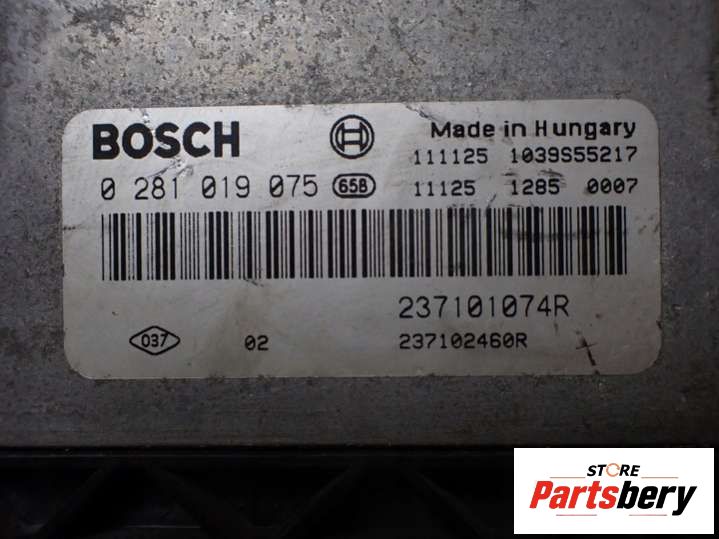 BOSCH Made in Hungary
111125 1039S55217
0 281 019 075 65B 11125 1285 0007
237101074R
037 02 237102460R
STORE
Partsbery